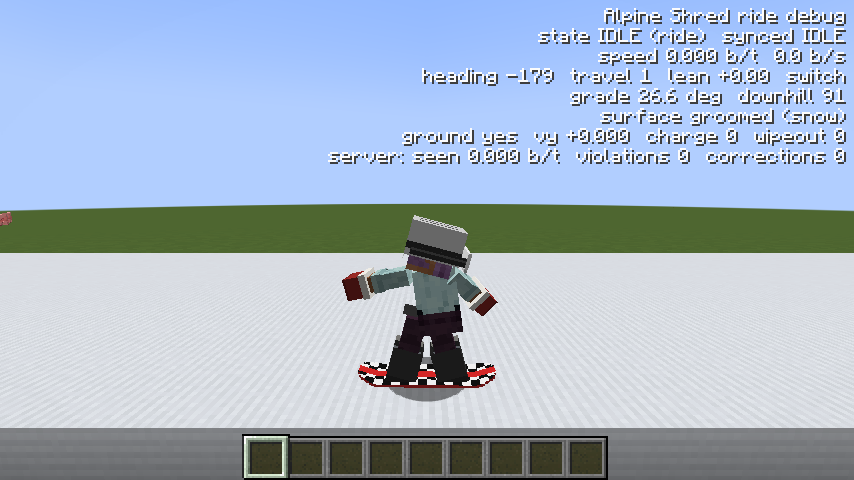 Alpine Shred ride debug
state IDLE (ride) synced IDLE
speed 0.000 b/t 0.0 b/s
heading -179 travel 1 lean +0.00 switch
grade 26.6 deg downhill 91
surface groomed (snow)
ground yes vy +0.000 charge 0 wipeout 0
server: seen 0.000 b/t violations 0 corrections 0